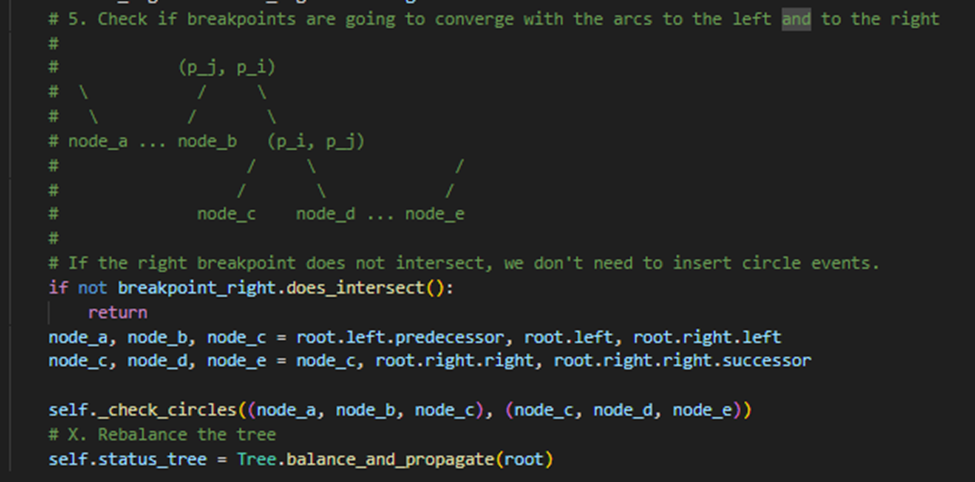 # 5. Check if breakpoints are going to converge with the arcs to the left and to the right
#
#            (p_j, p_i)
#  \           /     \
#   \         /       \
# node_a ... node_b   (p_i, p_j)
#                   /     \             /
#                  /       \           /
#              node_c    node_d ... node_e
#
# If the right breakpoint does not intersect, we don't need to insert circle events.
if not breakpoint_right.does_intersect():
    return
node_a, node_b, node_c = root.left.predecessor, root.left, root.right.left
node_c, node_d, node_e = node_c, root.right.right, root.right.right.successor

self._check_circles((node_a, node_b, node_c), (node_c, node_d, node_e))
# X. Rebalance the tree
self.status_tree = Tree.balance_and_propagate(root)